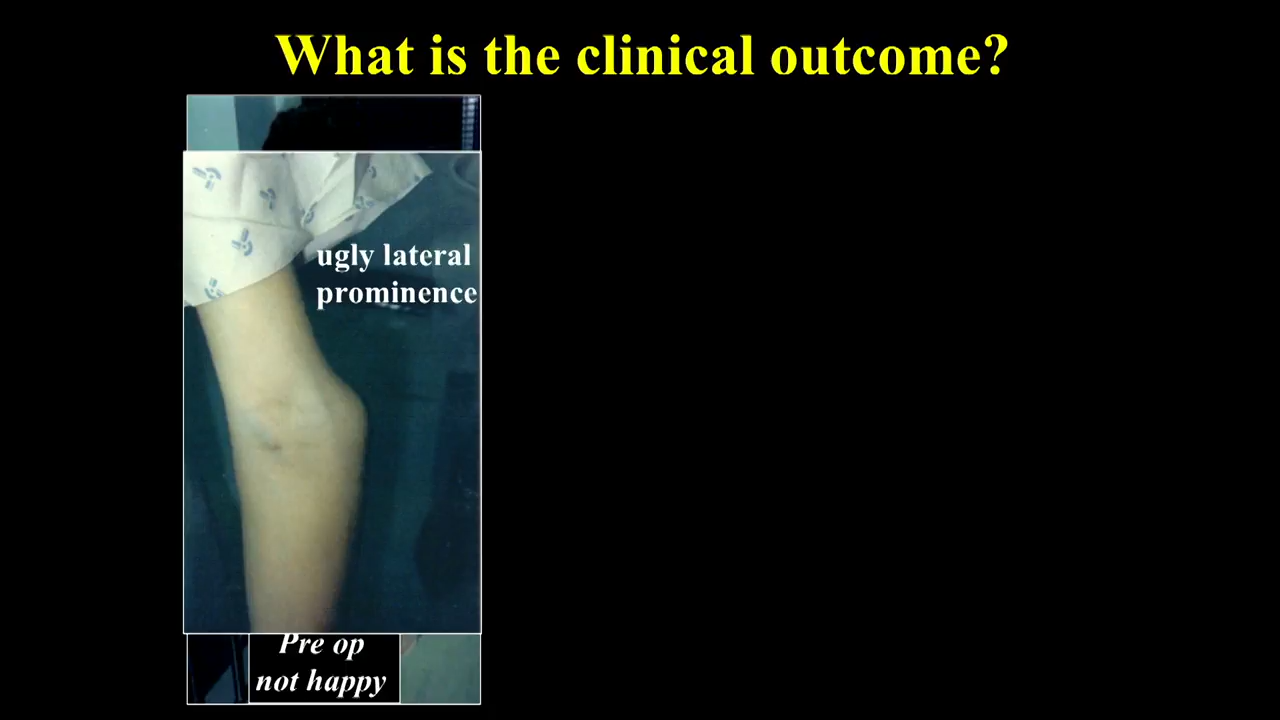 What is the clinical outcome?
ugly lateral
prominence
Pre op
not happy